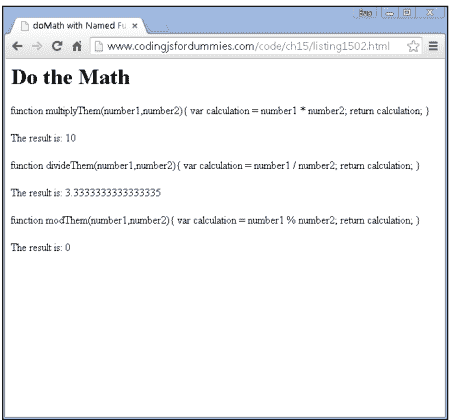 doMath with Named Fu
www.codingjsfordummies.com/code/ch15/listing1502.html
Do the Math
function multiplyThem(number1,number2){ var calculation = number1 * number2; return calculation; }
The result is: 10
function divideThem(number1,number2){ var calculation = number1 / number2; return calculation; }
The result is: 3.3333333333333335
function modThem(number1,number2){ var calculation = number1 % number2; return calculation; }
The result is: 0